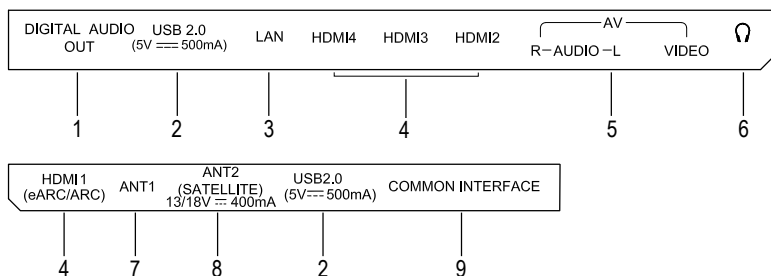 DIGITAL AUDIO OUT
USB 2.0
(5V ⎓ 500mA)
LAN
HDMI4
HDMI3
HDMI2
AV
R-AUDIO-L
VIDEO
1
2
3
4
5
6
HDMI1
(eARC/ARC)
ANT1
ANT2
(SATELLITE)
13/18V ⎓ 400mA
USB2.0
(5V⎓500mA)
COMMON INTERFACE
4
7
8
2
9